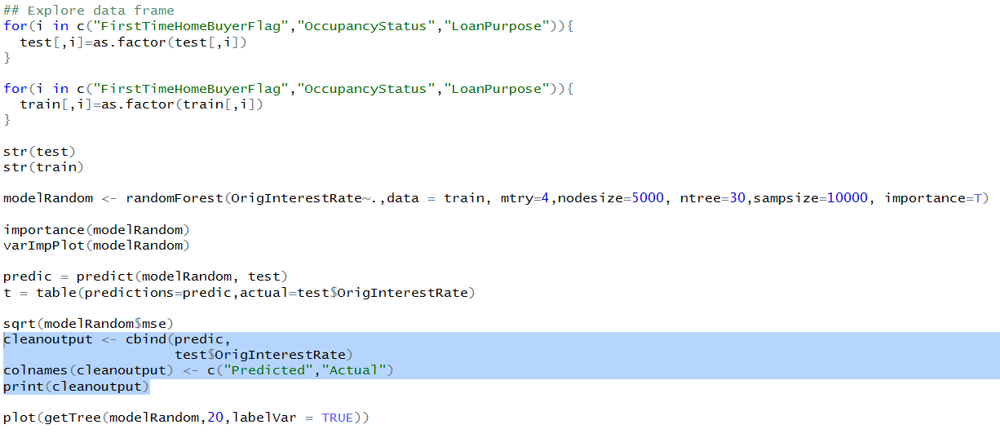 ## Explore data frame
for(i in c("FirstTimeHomeBuyerFlag","OccupancyStatus","LoanPurpose")){
  test[,i]=as.factor(test[,i])
}

for(i in c("FirstTimeHomeBuyerFlag","OccupancyStatus","LoanPurpose")){
  train[,i]=as.factor(train[,i])
}

str(test)
str(train)

modelRandom <- randomForest(OrigInterestRate~.,data = train, mtry=4,nodesize=5000, ntree=30,sampsize=10000, importance=T)

importance(modelRandom)
varImpPlot(modelRandom)

predic = predict(modelRandom, test)
t = table(predictions=predic,actual=test$OrigInterestRate)

sqrt(modelRandom$mse)
cleanoutput <- cbind(predic,
                     test$OrigInterestRate)
colnames(cleanoutput) <- c("Predicted","Actual")
print(cleanoutput)

plot(getTree(modelRandom,20,labelVar = TRUE))